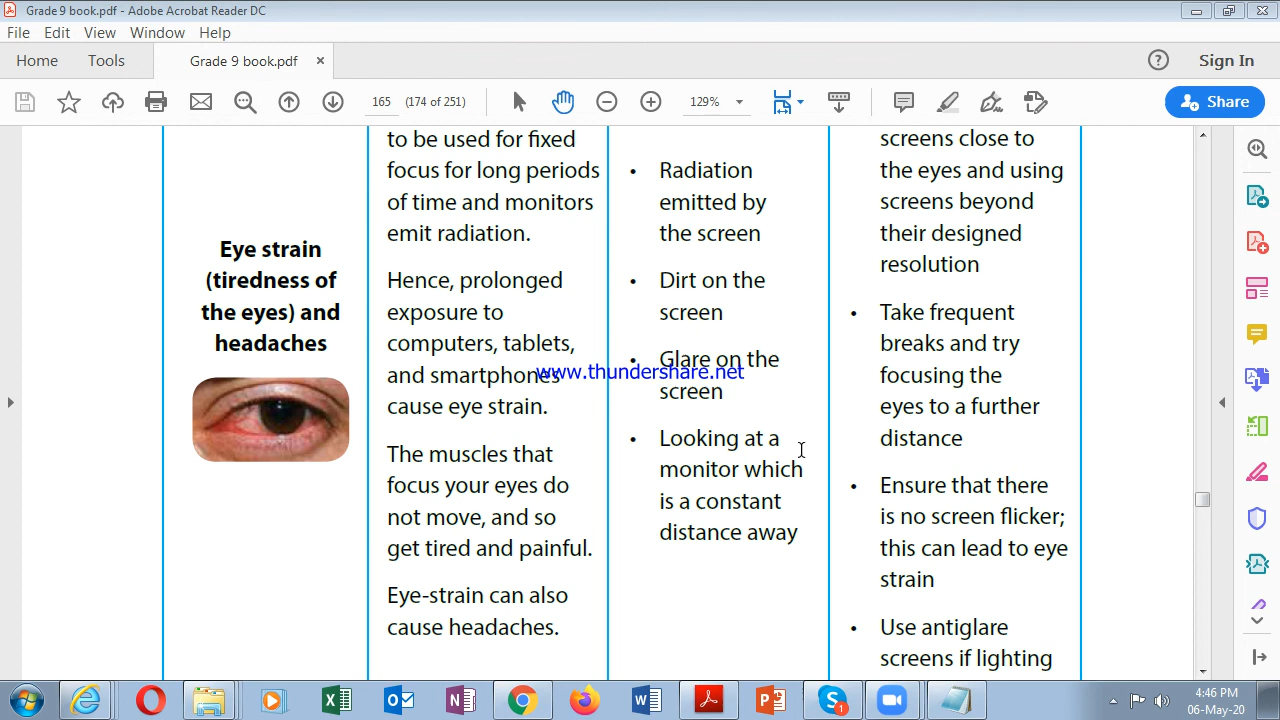 Grade 9 book.pdf - Adobe Acrobat Reader DC
File Edit View Window Help
Home Tools Grade 9 book.pdf × ? Sign In
165 (174 of 251) 129% Share
Eye strain
(tiredness of
the eyes) and
headaches
to be used for fixed
focus for long periods
of time and monitors
emit radiation.
Hence, prolonged
exposure to
computers, tablets,
and smartphones
cause eye strain.
The muscles that
focus your eyes do
not move, and so
get tired and painful.
Eye-strain can also
cause headaches.
• Radiation
emitted by
the screen
• Dirt on the
screen
• Glare on the
screen
• Looking at a
monitor which
is a constant
distance away
www.thundershare.net
screens close to
the eyes and using
screens beyond
their designed
resolution
• Take frequent
breaks and try
focusing the
eyes to a further
distance
• Ensure that there
is no screen flicker;
this can lead to eye
strain
• Use antiglare
screens if lighting
4:46 PM
06-May-20